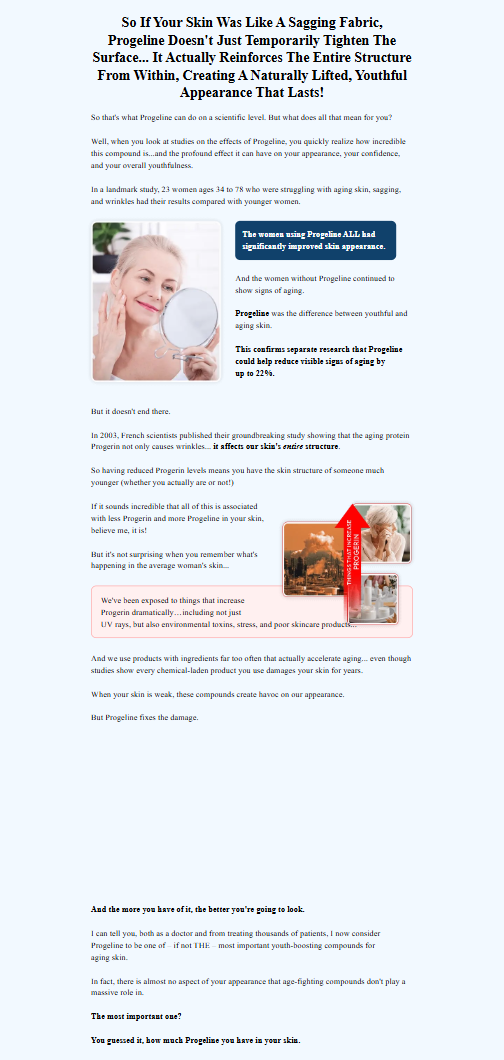 So If Your Skin Was Like A Sagging Fabric,
Progeline Doesn't Just Temporarily Tighten The
Surface... It Actually Reinforces The Entire Structure
From Within, Creating A Naturally Lifted, Youthful
Appearance That Lasts!
So that's what Progeline can do on a scientific level. But what does all that mean for you?
Well, when you look at studies on the effects of Progeline, you quickly realize how incredible
this compound is...and the profound effect it can have on your appearance, your confidence,
and your overall youthfulness.
In a landmark study, 23 women ages 34 to 78 who were struggling with aging skin, sagging,
and wrinkles had their results compared with younger women.
The women using Progeline ALL had
significantly improved skin appearance.
And the women without Progeline continued to
show signs of aging.
Progeline was the difference between youthful and
aging skin.
This confirms separate research that Progeline
could help reduce visible signs of aging by
up to 22%.
But it doesn't end there.
In 2003, French scientists published their groundbreaking study showing that the aging protein
Progerin not only causes wrinkles... it affects our skin's entire structure.
So having reduced Progerin levels means you have the skin structure of someone much
younger (whether you actually are or not!)
If it sounds incredible that all of this is associated
with less Progerin and more Progeline in your skin,
believe me, it is!
But it's not surprising when you remember what's
happening in the average woman's skin...
THINGS THAT INCREASE
PROGERIN
We've been exposed to things that increase
Progerin dramatically…including not just
UV rays, but also environmental toxins, stress, and poor skincare products...
And we use products with ingredients far too often that actually accelerate aging... even though
studies show every chemical-laden product you use damages your skin for years.
When your skin is weak, these compounds create havoc on our appearance.
But Progeline fixes the damage.
And the more you have of it, the better you're going to look.
I can tell you, both as a doctor and from treating thousands of patients, I now consider
Progeline to be one of – if not THE – most important youth-boosting compounds for
aging skin.
In fact, there is almost no aspect of your appearance that age-fighting compounds don't play a
massive role in.
The most important one?
You guessed it, how much Progeline you have in your skin.